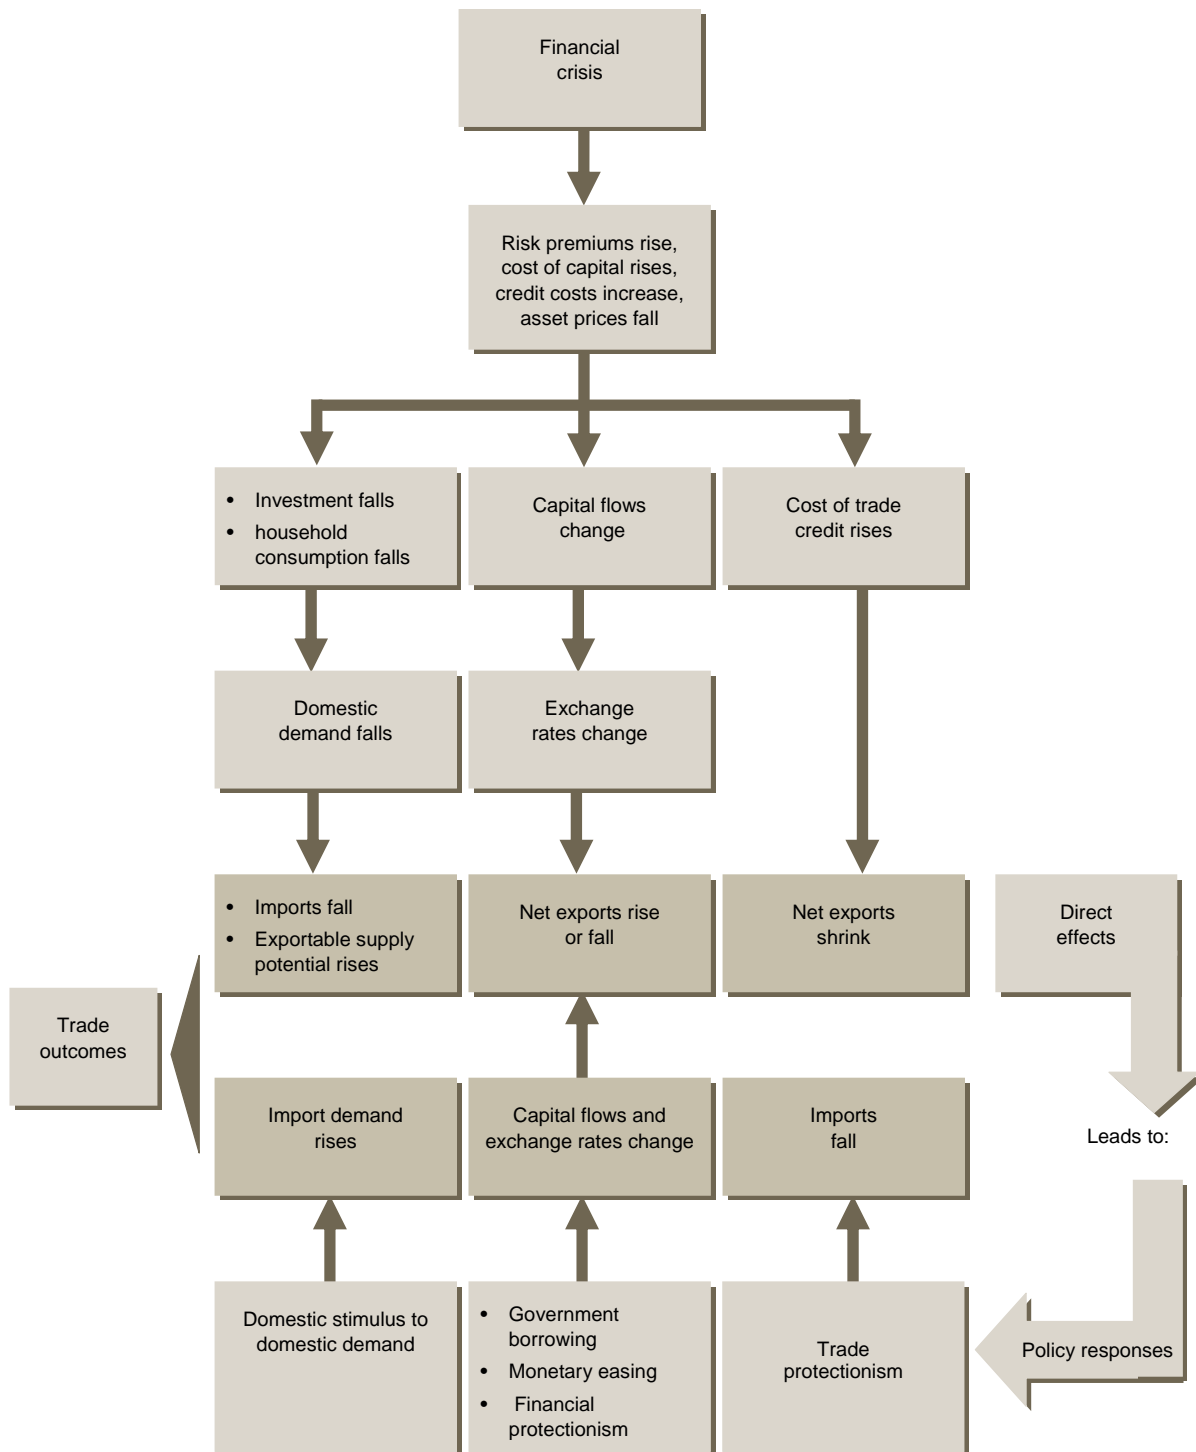 Financial
crisis
Risk premiums rise,
cost of capital rises,
credit costs increase,
asset prices fall
• Investment falls
• household
consumption falls
Capital flows
change
Cost of trade
credit rises
Domestic
demand falls
Exchange
rates change
• Imports fall
• Exportable supply
potential rises
Net exports rise
or fall
Net exports
shrink
Direct
effects
Trade
outcomes
Import demand
rises
Capital flows and
exchange rates change
Imports
fall
Leads to:
Domestic stimulus to
domestic demand
• Government
borrowing
• Monetary easing
• Financial
protectionism
Trade
protectionism
Policy responses